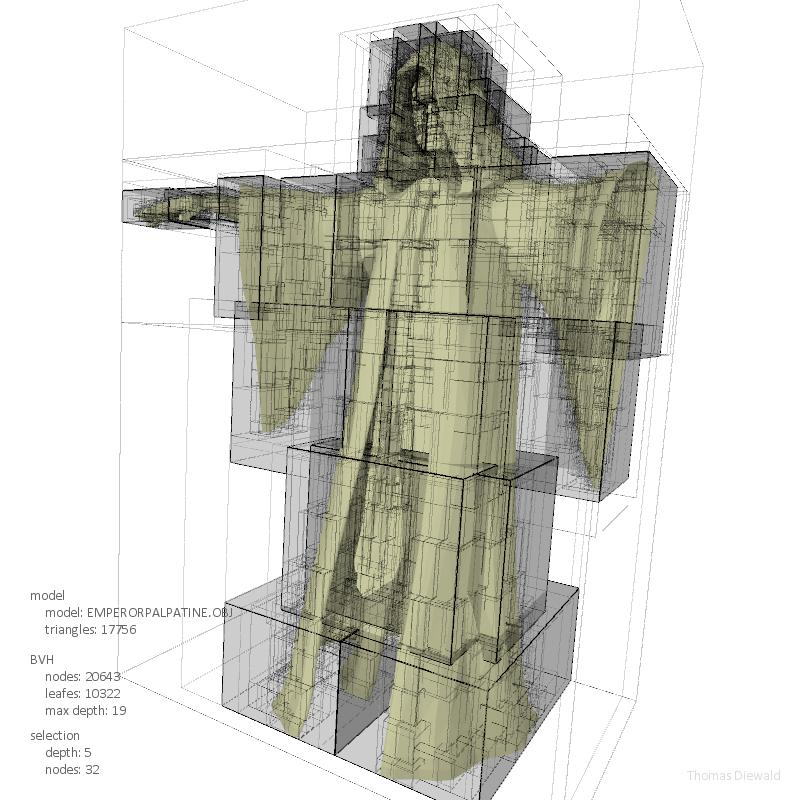 model
model: EMPERORPALPATINE.OBJ
triangles: 17756
BVH
nodes: 20643
leafes: 10322
max depth: 19
selection
depth: 5
nodes: 32
Thomas Diewald